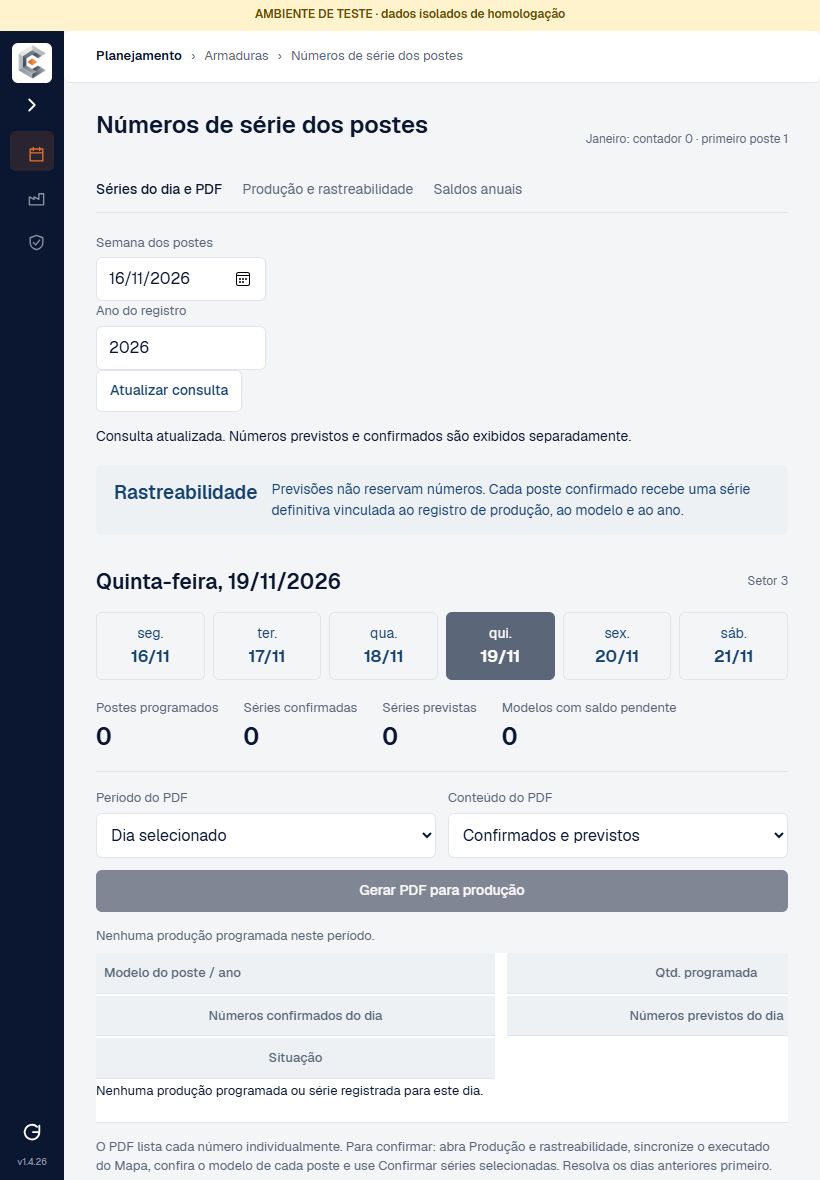 AMBIENTE DE TESTE · dados isolados de homologação
Planejamento › Armaduras › Números de série dos postes
Números de série dos postes
Janeiro: contador 0 · primeiro poste 1
Séries do dia e PDF Produção e rastreabilidade Saldos anuais
Semana dos postes
16/11/2026
Ano do registro
2026
Atualizar consulta
Consulta atualizada. Números previstos e confirmados são exibidos separadamente.
Rastreabilidade
Previsões não reservam números. Cada poste confirmado recebe uma série
definitiva vinculada ao registro de produção, ao modelo e ao ano.
Quinta-feira, 19/11/2026
Setor 3
seg. ter. qua. qui. sex. sáb.
16/11 17/11 18/11 19/11 20/11 21/11
Postes programados Séries confirmadas Séries previstas Modelos com saldo pendente
0 0 0 0
Período do PDF Conteúdo do PDF
Dia selecionado Confirmados e previstos
Gerar PDF para produção
Nenhuma produção programada neste período.
Modelo do poste / ano Qtd. programada
Números confirmados do dia Números previstos do dia
Situação
Nenhuma produção programada ou série registrada para este dia.
O PDF lista cada número individualmente. Para confirmar: abra Produção e rastreabilidade, sincronize o executado
do Mapa, confira o modelo de cada poste e use Confirmar séries selecionadas. Resolva os dias anteriores primeiro.
v1.4.26